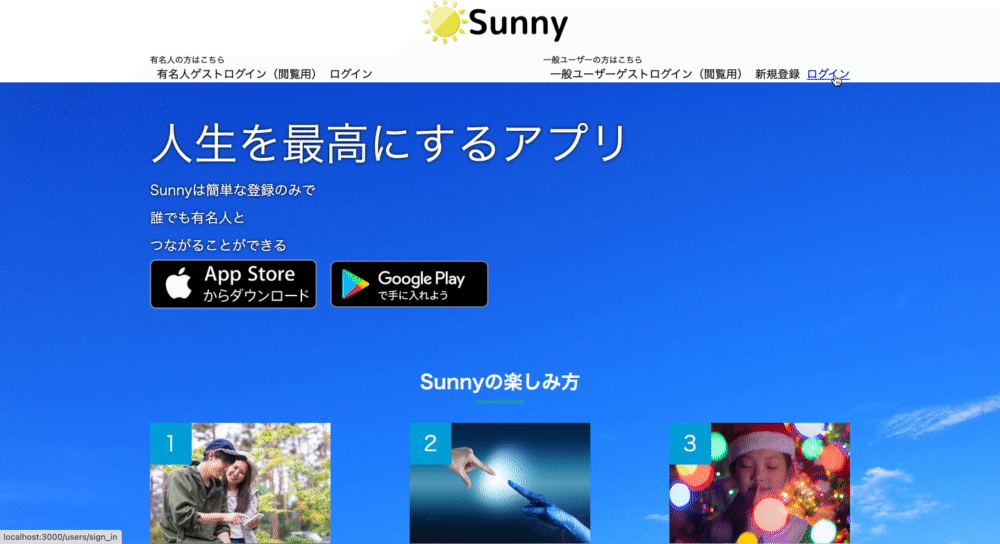 Sunny
有名人の方はこちら
有名人ゲストログイン（閲覧用） ログイン
一般ユーザーの方はこちら
一般ユーザーゲストログイン（閲覧用） 新規登録 ログイン
人生を最高にするアプリ
Sunnyは簡単な登録のみで
誰でも有名人と
つながることができる
App Store
からダウンロード
Google Play
で手に入れよう
Sunnyの楽しみ方
1
2
3
localhost:3000/users/sign_in